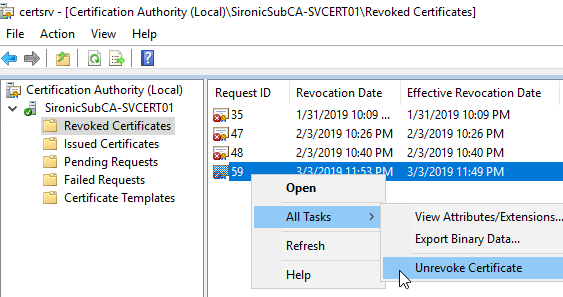 certsrv - [Certification Authority (Local)\SironicSubCA-SVCERT01\Revoked Certificates]
File Action View Help
Certification Authority (Local)
SironicSubCA-SVCERT01
Revoked Certificates
Issued Certificates
Pending Requests
Failed Requests
Certificate Templates
Request ID Revocation Date Effective Revocation Date
35 1/31/2019 10:09 ... 1/31/2019 10:09 PM
47 2/3/2019 10:26 PM 2/3/2019 10:26 PM
48 2/3/2019 10:40 PM 2/3/2019 10:40 PM
59 3/3/2019 11:53 PM 3/3/2019 11:49 PM
Open
All Tasks
Refresh
Help
View Attributes/Extensions...
Export Binary Data...
Unrevoke Certificate